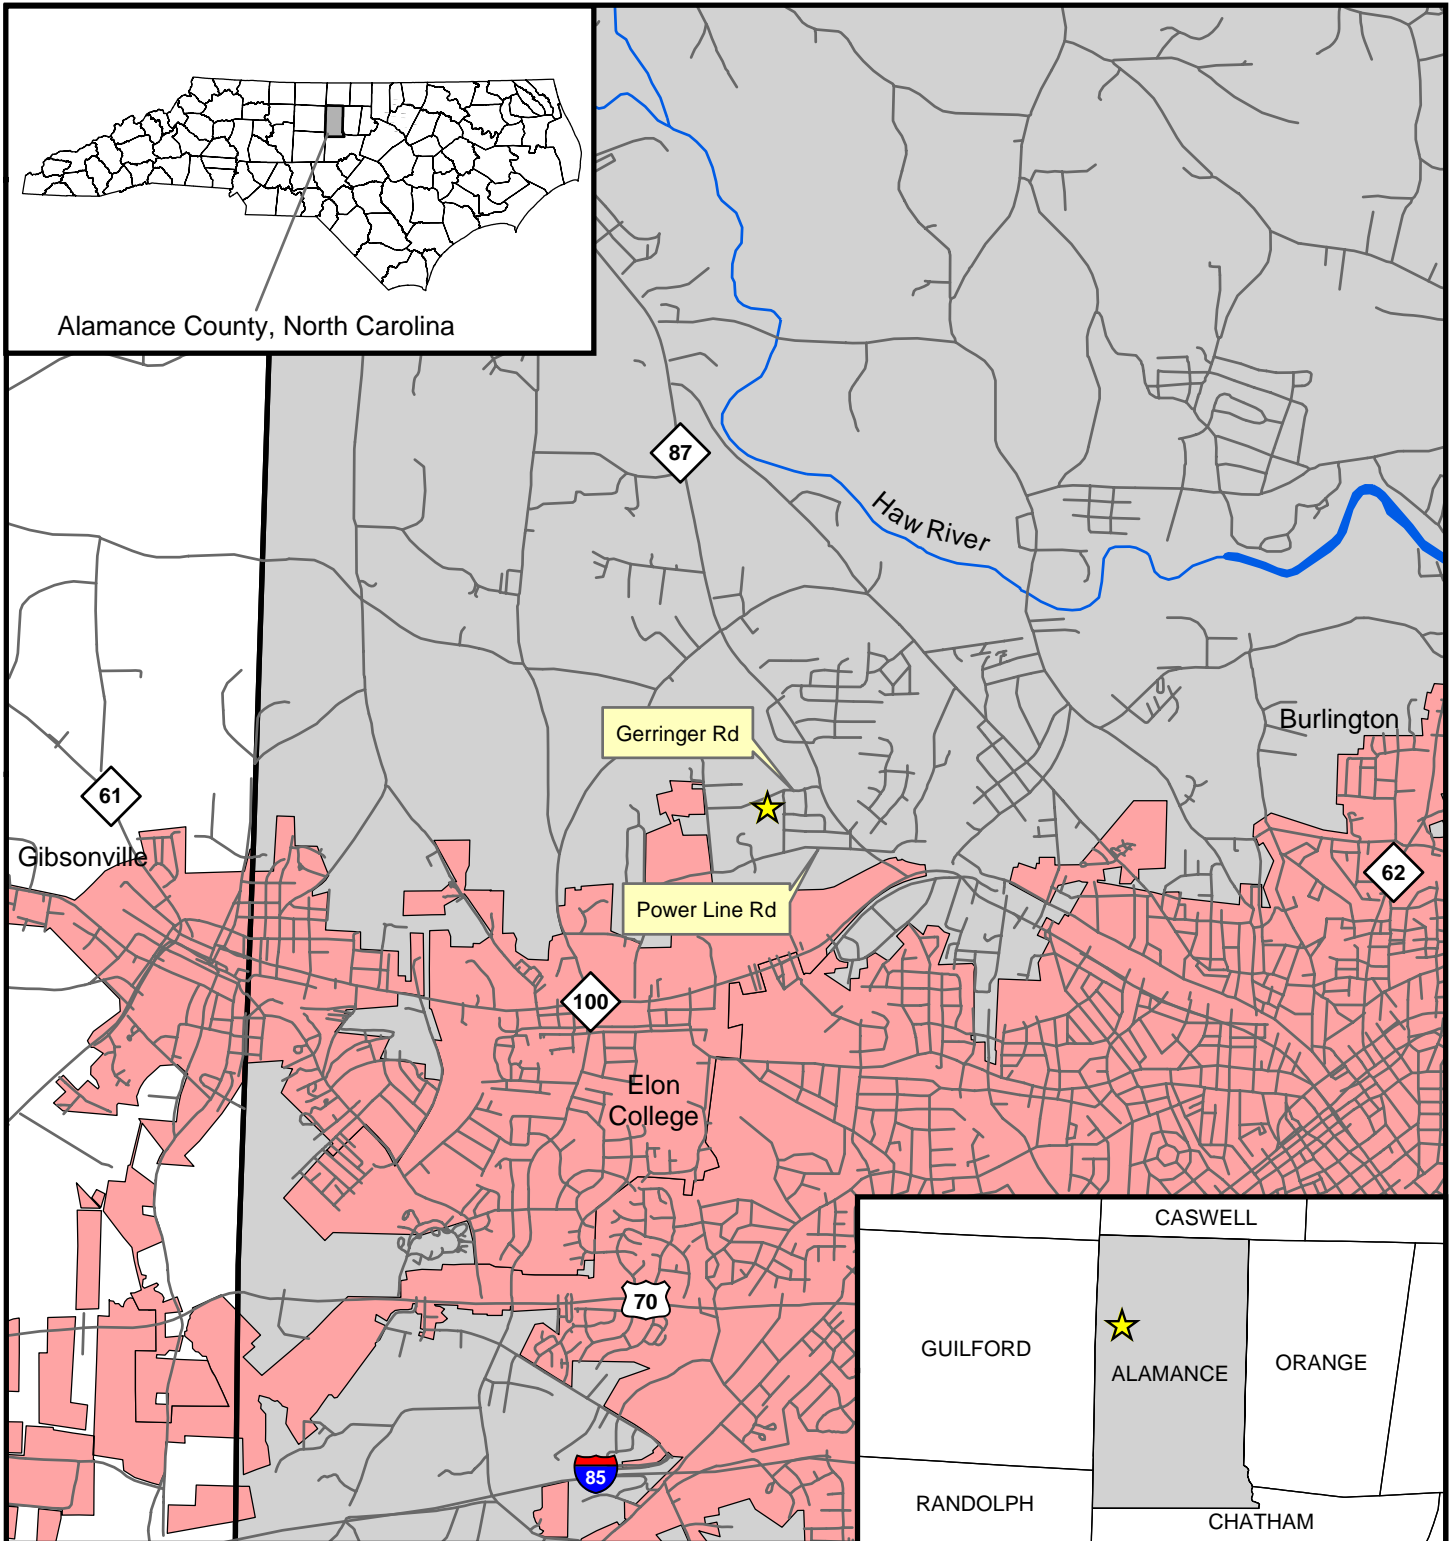 Alamance County, North Carolina
87
Haw River
Gerringer Rd
Burlington
61
Gibsonville
62
Power Line Rd
100
Elon
College
70
85
CASWELL
GUILFORD
ALAMANCE
ORANGE
RANDOLPH
CHATHAM